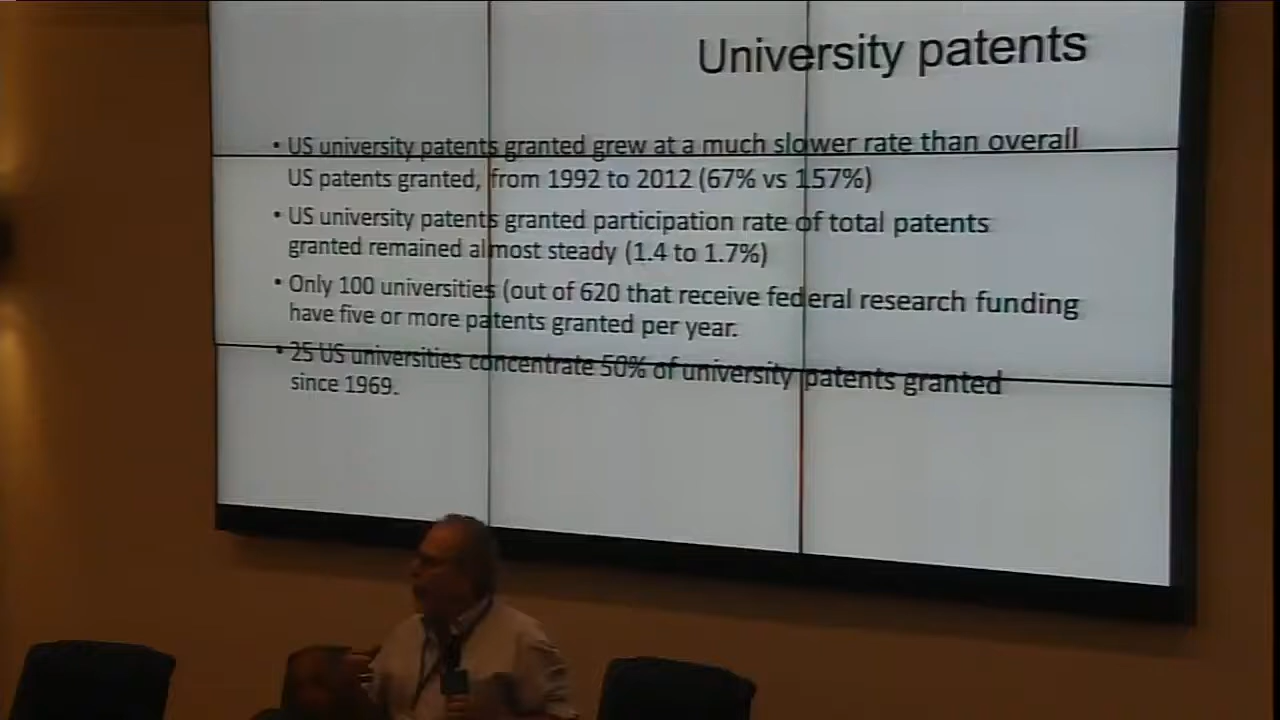 University patents
• US university patents granted grew at a much slower rate than overall
US patents granted, from 1992 to 2012 (67% vs 157%)
• US university patents granted participation rate of total patents
granted remained almost steady (1.4 to 1.7%)
• Only 100 universities (out of 620 that receive federal research funding
have five or more patents granted per year.
• 25 US universities concentrate 50% of university patents granted
since 1969.